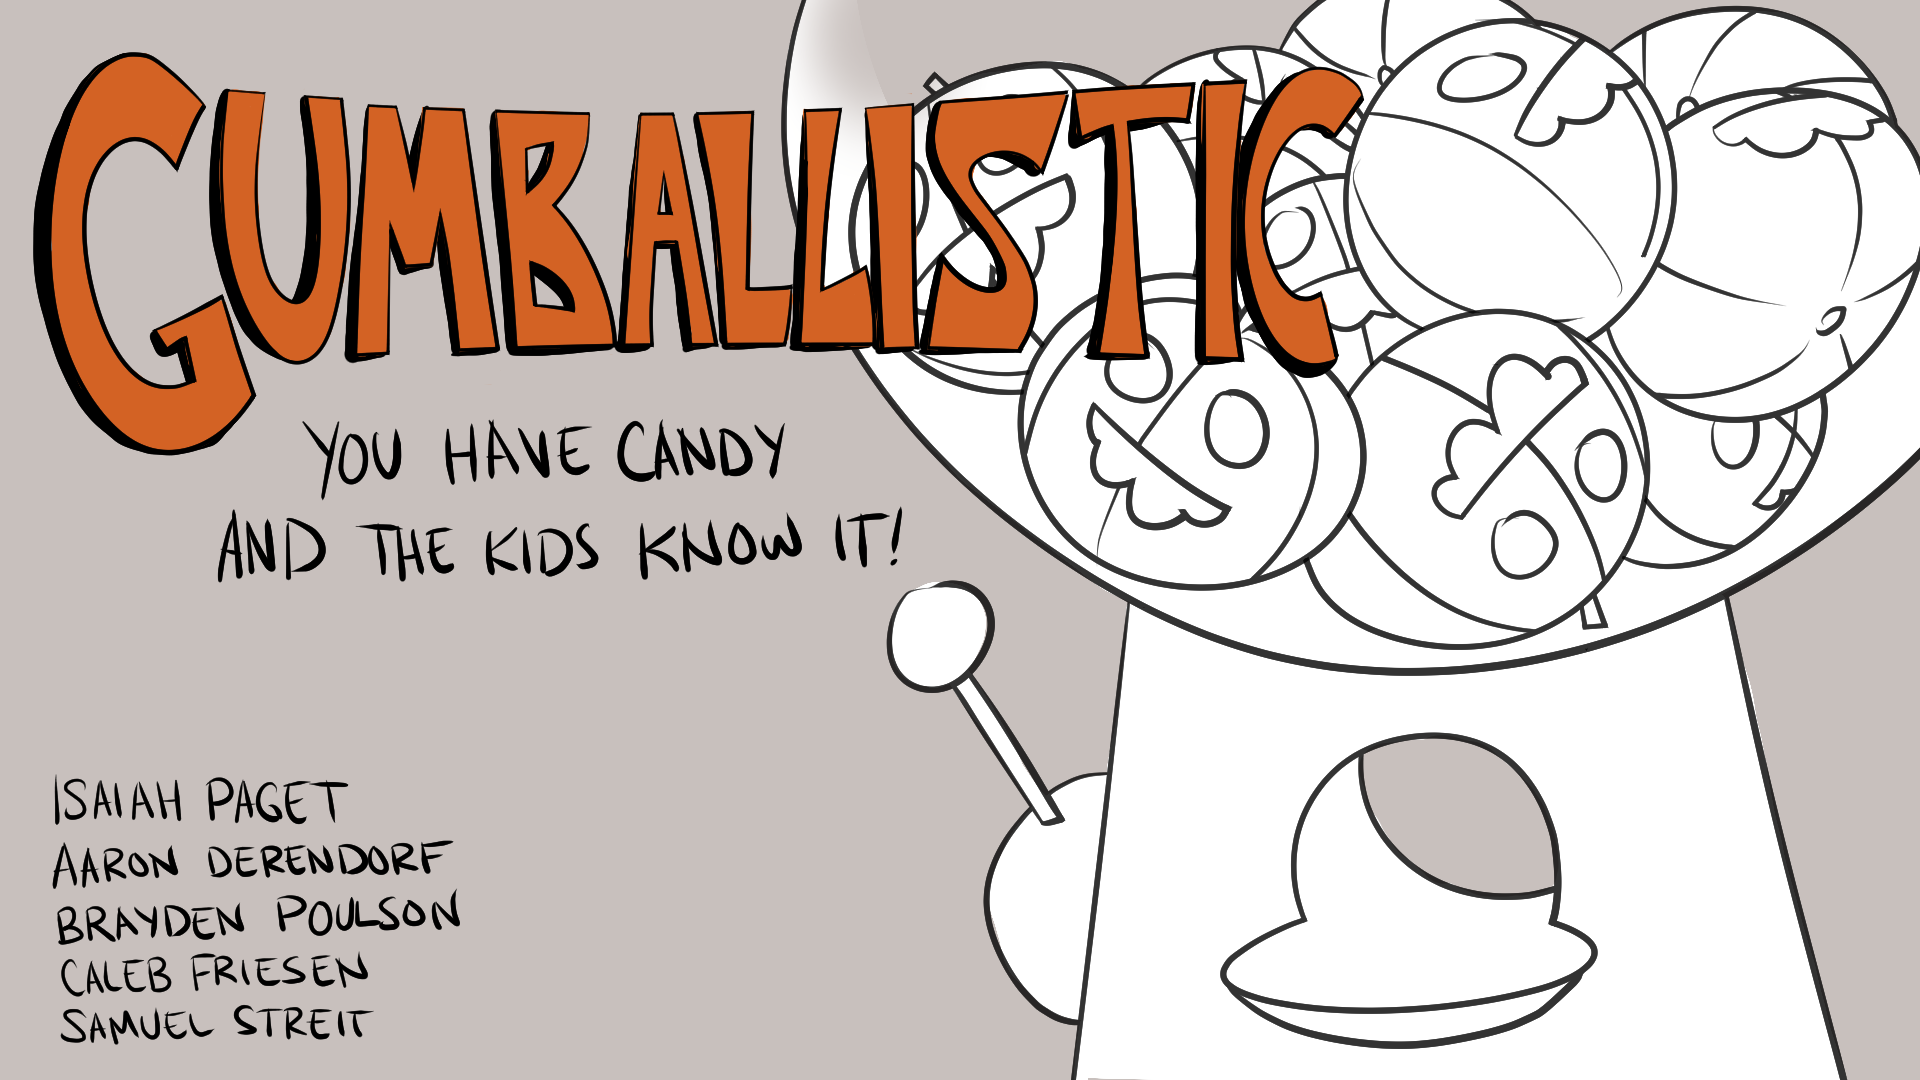 GUMBALLISTIC
YOU HAVE CANDY
AND THE KIDS KNOW IT!
ISAIAH PAGET
AARON DERENDORF
BRAYDEN POULSON
CALEB FRIESEN
SAMUEL STREIT